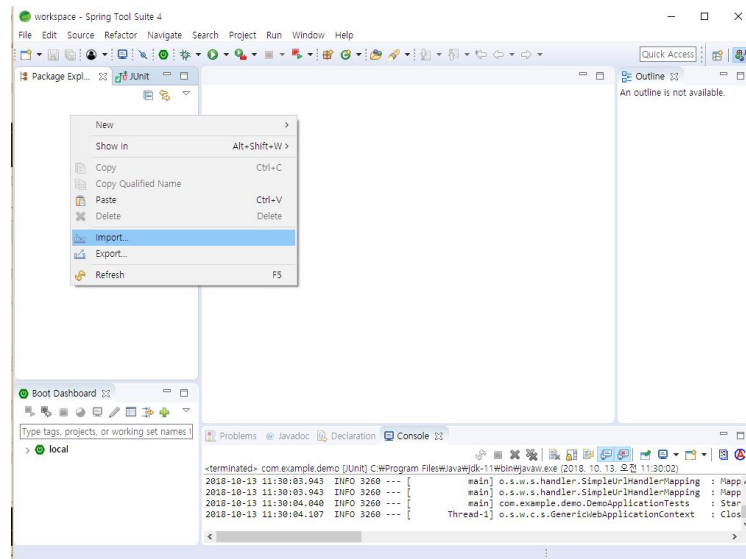 workspace - Spring Tool Suite 4
File Edit Source Refactor Navigate Search Project Run Window Help
Quick Access
Package Expl... JUnit
Outline
An outline is not available.
New
Show In Alt+Shift+W
Copy Ctrl+C
Copy Qualified Name
Paste Ctrl+V
Delete Delete
Import...
Export...
Refresh F5
Boot Dashboard
Type tags, projects, or working set names
local
Problems Javadoc Declaration Console
<terminated> com.example.demo [JUnit] C:₩Program Files₩Java₩jdk-11₩bin₩javaw.exe (2018. 10. 13. 오전 11:30:02)
2018-10-13 11:30:03.943 INFO 3260 --- [ main] o.s.w.s.handler.SimpleUrlHandlerMapping : Mapp
2018-10-13 11:30:03.943 INFO 3260 --- [ main] o.s.w.s.handler.SimpleUrlHandlerMapping : Mapp
2018-10-13 11:30:04.040 INFO 3260 --- [ main] com.example.demo.DemoApplicationTests : Star
2018-10-13 11:30:04.107 INFO 3260 --- [ Thread-1] o.s.w.c.s.GenericWebApplicationContext : Clos